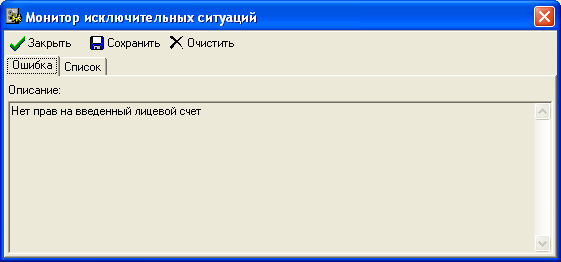 Монитор исключительных ситуаций
Закрыть Сохранить Очистить
Ошибка Список
Описание:
Нет прав на введенный лицевой счет